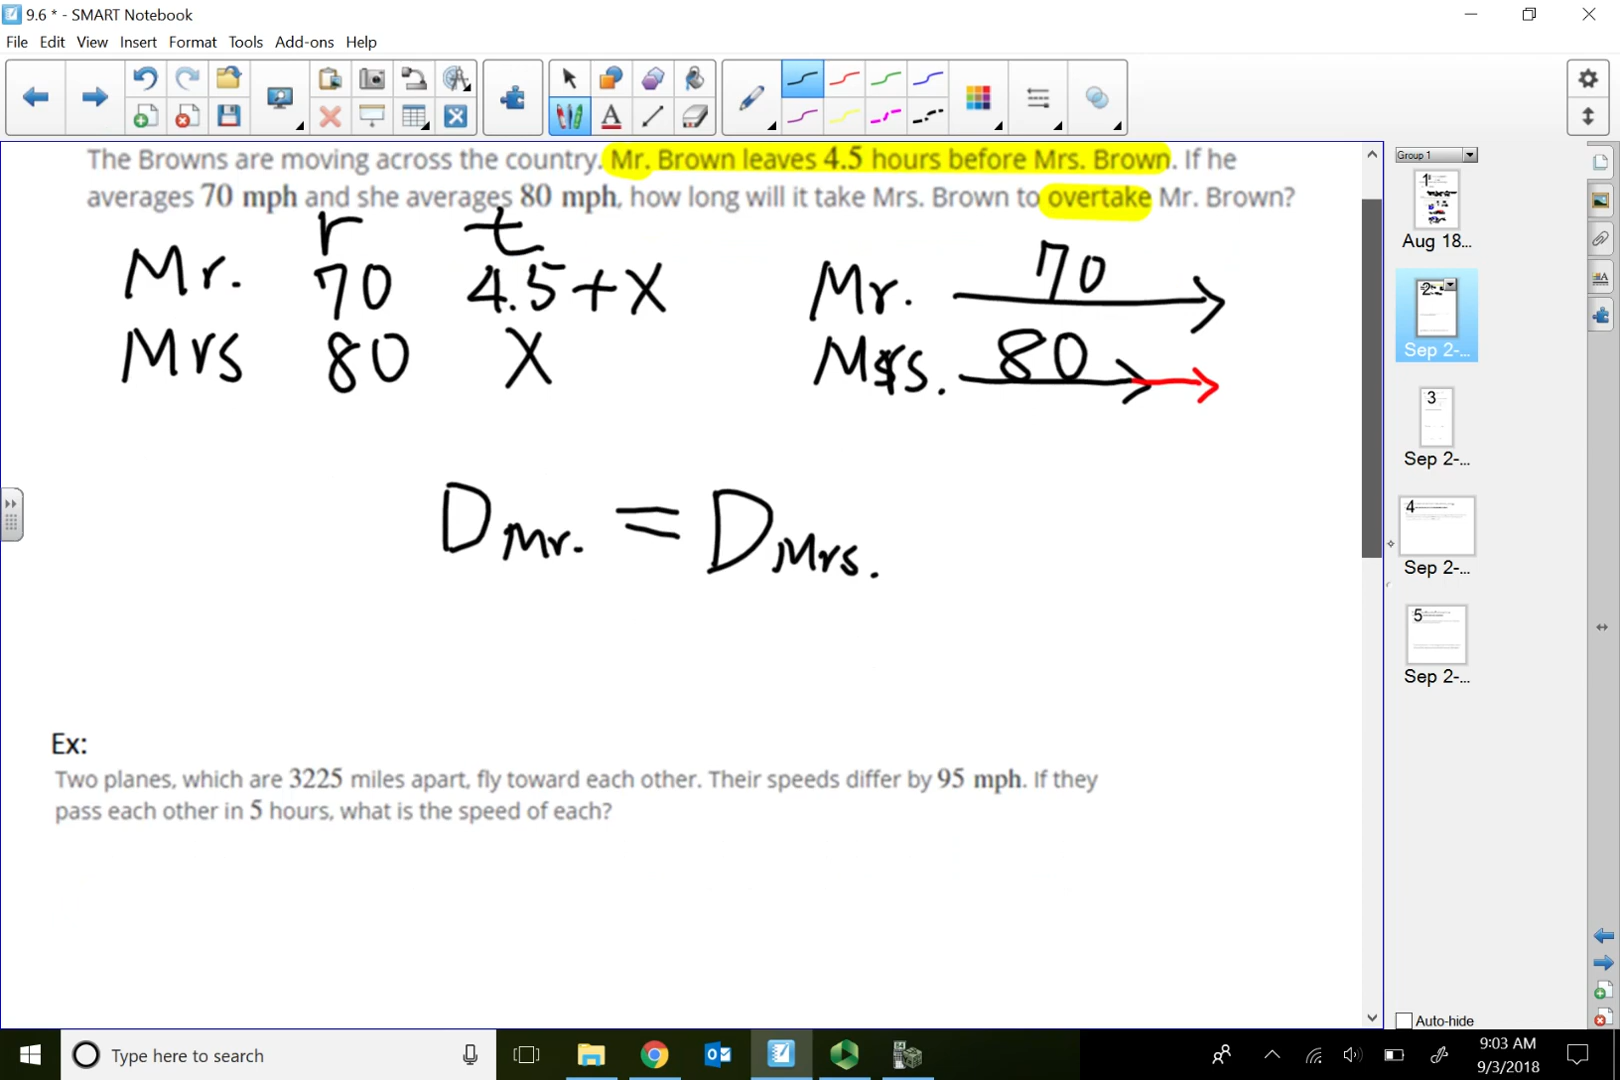 9.6 * - SMART Notebook
File Edit View Insert Format Tools Add-ons Help
The Browns are moving across the country. Mr. Brown leaves 4.5 hours before Mrs. Brown. If he
averages 70 mph and she averages 80 mph, how long will it take Mrs. Brown to overtake Mr. Brown?
r t
Mr. 70 4.5+X
Mrs 80 X
Mr. 70
Mrs. 80
D Mr. = D Mrs.
Ex:
Two planes, which are 3225 miles apart, fly toward each other. Their speeds differ by 95 mph. If they
pass each other in 5 hours, what is the speed of each?
Group 1
1
Aug 18...
2
Sep 2-...
3
Sep 2-...
4
Sep 2-...
5
Sep 2-...
Auto-hide
Type here to search
9:03 AM
9/3/2018